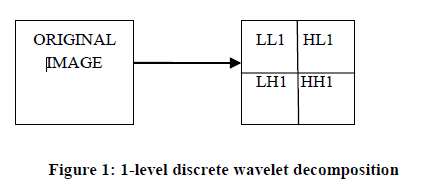 ORIGINAL
IMAGE
LL1 HL1
LH1 HH1
Figure 1: 1-level discrete wavelet decomposition